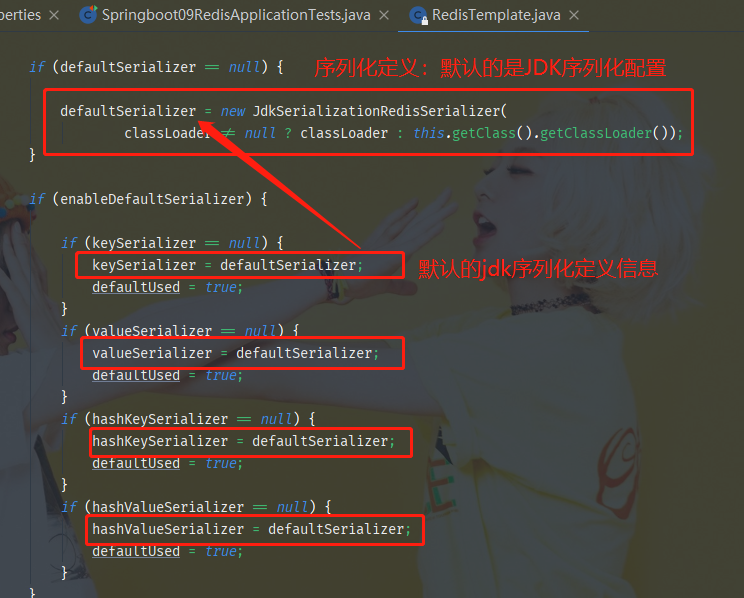 perties × Springboot09RedisApplicationTests.java × RedisTemplate.java ×
if (defaultSerializer == null) { 序列化定义：默认的是JDK序列化配置
defaultSerializer = new JdkSerializationRedisSerializer(
classLoader ≠ null ? classLoader : this.getClass().getClassLoader());
}
if (enableDefaultSerializer) {
if (keySerializer == null) {
keySerializer = defaultSerializer; 默认的jdk序列化定义信息
defaultUsed = true;
}
if (valueSerializer == null) {
valueSerializer = defaultSerializer;
defaultUsed = true;
}
if (hashKeySerializer == null) {
hashKeySerializer = defaultSerializer;
defaultUsed = true;
}
if (hashValueSerializer == null) {
hashValueSerializer = defaultSerializer;
defaultUsed = true;
}
}